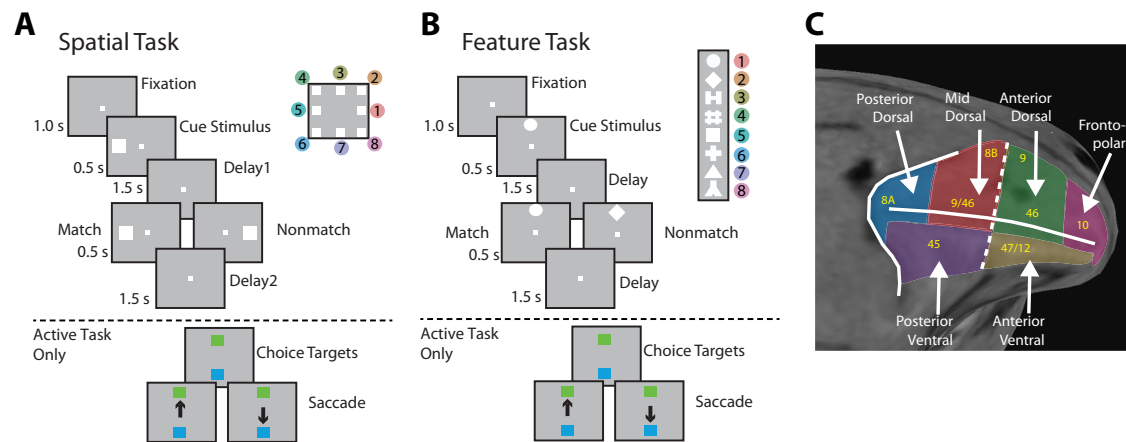 A
Spatial Task
Fixation
1.0 s
Cue Stimulus
0.5 s
Delay1
1.5 s
Match
Nonmatch
0.5 s
Delay2
1.5 s
4
3
2
5
1
6
7
8
Active Task
Only
Choice Targets
Saccade
B
Feature Task
Fixation
1.0 s
Cue Stimulus
0.5 s
Delay
1.5 s
Match
Nonmatch
0.5 s
Delay
1.5 s
1
2
3
4
5
6
7
8
Active Task
Only
Choice Targets
Saccade
C
Posterior
Dorsal
Mid
Dorsal
Anterior
Dorsal
Fronto-
polar
8B
9
8A
9/46
46
10
45
47/12
Posterior
Ventral
Anterior
Ventral